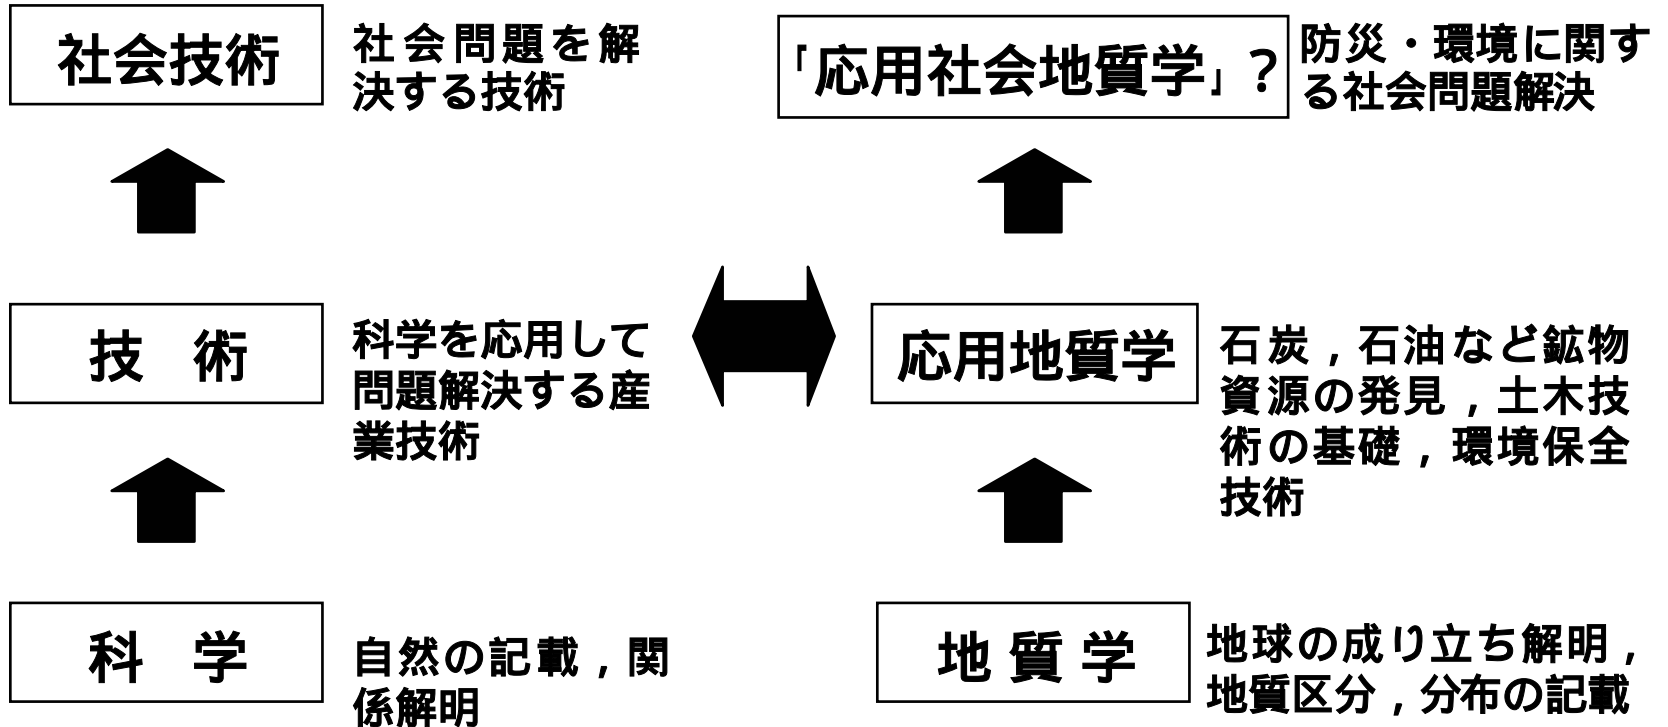 社会技術
社会問題を解
決する技術
「応用社会地質学」？
防災・環境に関す
る社会問題解決
技 術
科学を応用して
問題解決する産
業技術
応用地質学
石炭，石油など鉱物
資源の発見，土木技
術の基礎，環境保全
技術
科 学
自然の記載，関
係解明
地 質 学
地球の成り立ち解明，
地質区分，分布の記載